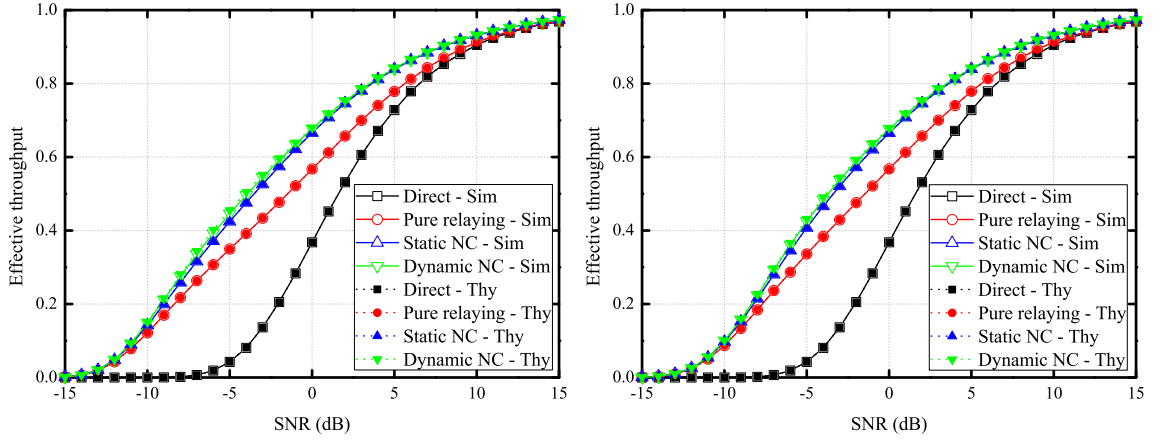 1.0
0.8
0.6
0.4
0.2
0.0
Effective throughput
-15
-10
-5
0
5
10
15
SNR (dB)
Direct - Sim
Pure relaying - Sim
Static NC - Sim
Dynamic NC - Sim
Direct - Thy
Pure relaying - Thy
Static NC - Thy
Dynamic NC - Thy
1.0
0.8
0.6
0.4
0.2
0.0
Effective throughput
-15
-10
-5
0
5
10
15
SNR (dB)
Direct - Sim
Pure relaying - Sim
Static NC - Sim
Dynamic NC - Sim
Direct - Thy
Pure relaying - Thy
Static NC - Thy
Dynamic NC - Thy